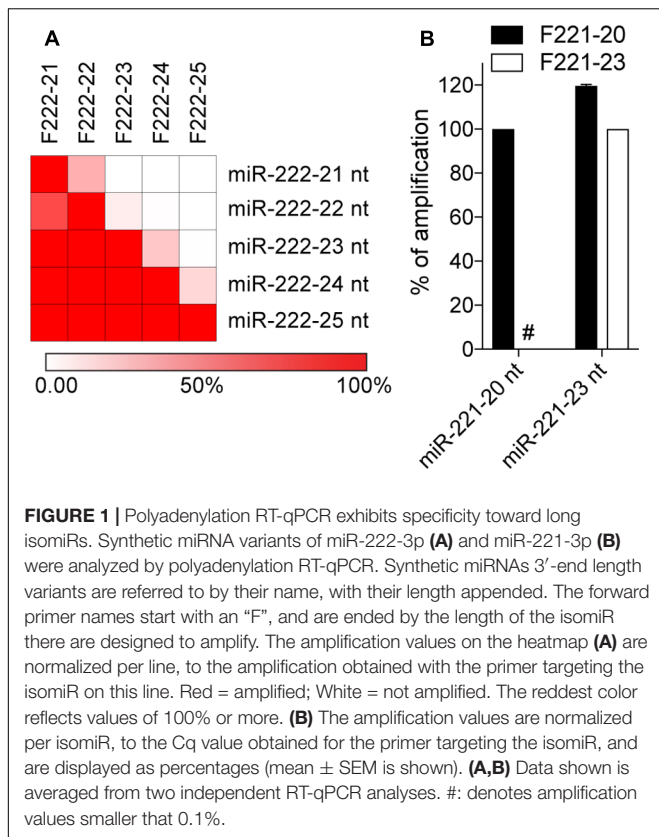 A
F222-21
F222-22
F222-23
F222-24
F222-25
miR-222-21 nt
miR-222-22 nt
miR-222-23 nt
miR-222-24 nt
miR-222-25 nt
0.00 50% 100%
B
F221-20
F221-23
% of amplification
120
100
80
60
40
20
0
#
miR-221-20 nt
miR-221-23 nt
FIGURE 1 | Polyadenylation RT-qPCR exhibits specificity toward long
isomiRs. Synthetic miRNA variants of miR-222-3p (A) and miR-221-3p (B)
were analyzed by polyadenylation RT-qPCR. Synthetic miRNAs 3′-end length
variants are referred to by their name, with their length appended. The forward
primer names start with an “F”, and are ended by the length of the isomiR
there are designed to amplify. The amplification values on the heatmap (A) are
normalized per line, to the amplification obtained with the primer targeting the
isomiR on this line. Red = amplified; White = not amplified. The reddest color
reflects values of 100% or more. (B) The amplification values are normalized
per isomiR, to the Cq value obtained for the primer targeting the isomiR, and
are displayed as percentages (mean ± SEM is shown). (A,B) Data shown is
averaged from two independent RT-qPCR analyses. #: denotes amplification
values smaller that 0.1%.